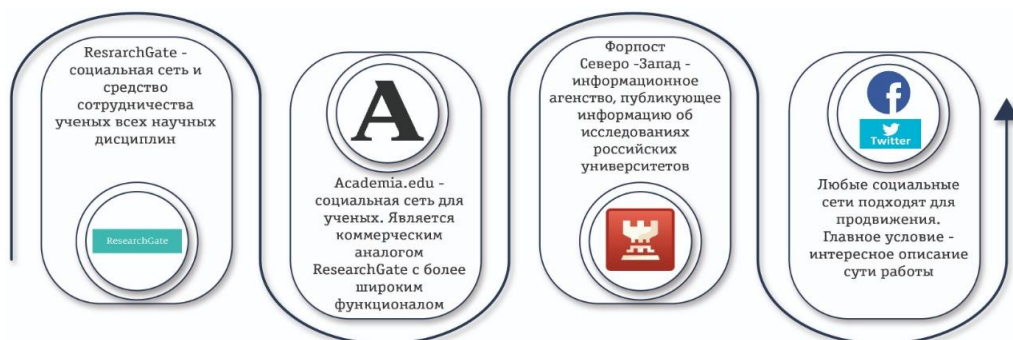 ResrarchGate -
социальная сеть и
средство
сотрудничества
ученых всех научных
дисциплин
ResearchGate
A
Academia.edu -
социальная сеть для
ученых. Является
коммерческим
аналогом
ResearchGate с более
широким
функционалом
Форпост
Северо -Запад -
информационное
агенство, публикующее
информацию об
исследованиях
российских
университетов
f
Twitter
Любые социальные
сети подходят для
продвижения.
Главное условие -
интересное описание
сути работы